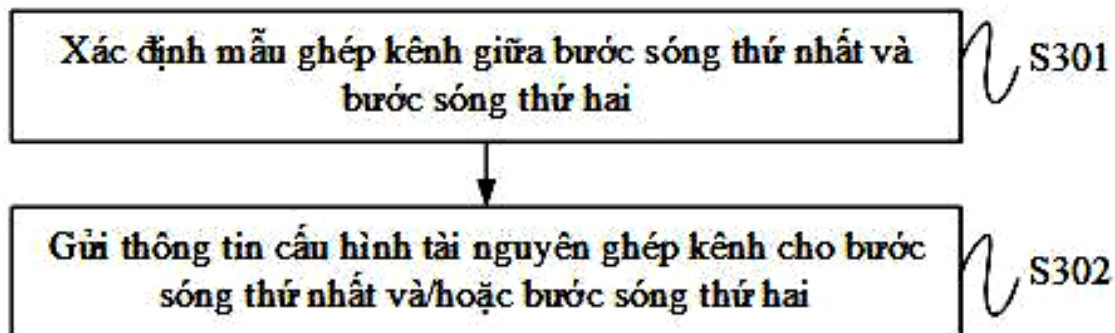 Xác định mẫu ghép kênh giữa bước sóng thứ nhất và
bước sóng thứ hai
S301
Gửi thông tin cấu hình tài nguyên ghép kênh cho bước
sóng thứ nhất và/hoặc bước sóng thứ hai
S302